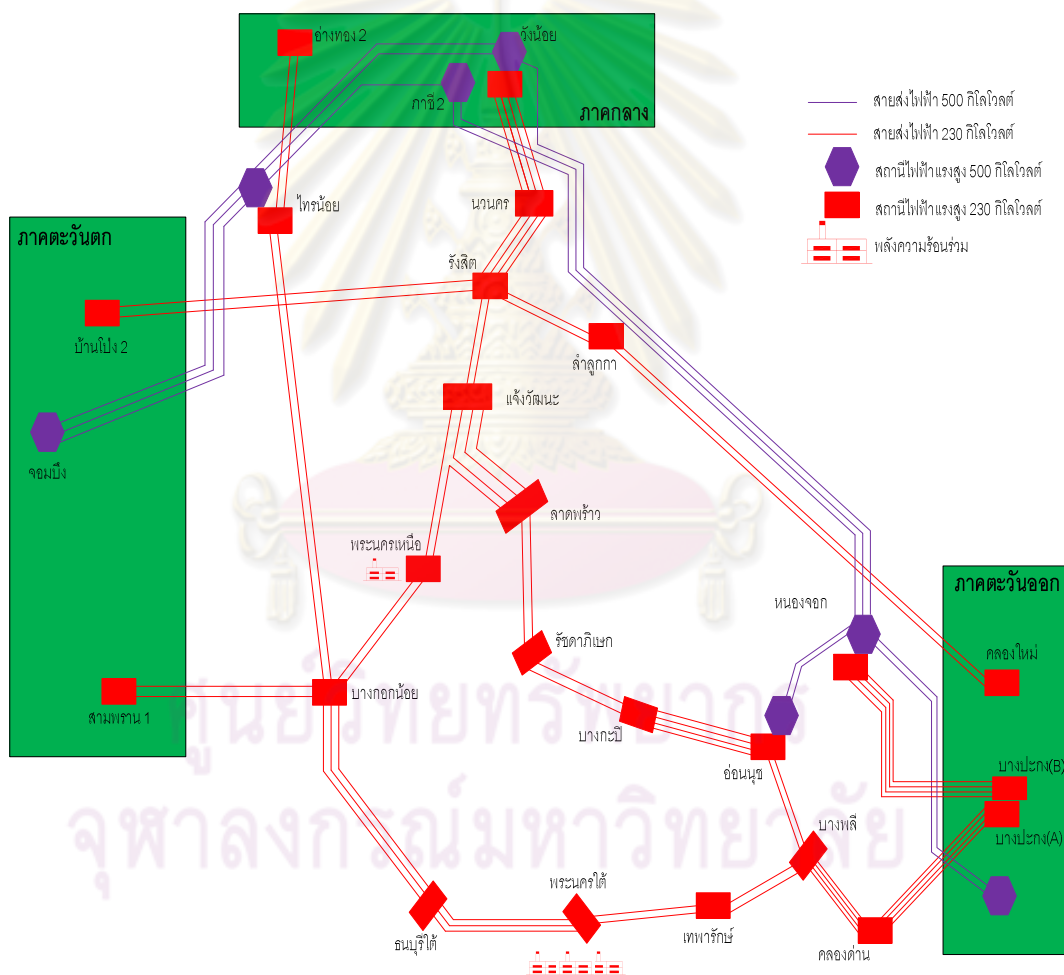 อ่างทอง 2
วังน้อย
ภาชี 2
ภาคกลาง
สายส่งไฟฟ้า 500 กิโลโวลต์
สายส่งไฟฟ้า 230 กิโลโวลต์
สถานีไฟฟ้าแรงสูง 500 กิโลโวลต์
สถานีไฟฟ้าแรงสูง 230 กิโลโวลต์
พลังความร้อนร่วม
ภาคตะวันตก
ไทรน้อย
นวนคร
รังสิต
บ้านโป่ง 2
ลำลูกกา
แจ้งวัฒนะ
จอมบึง
ลาดพร้าว
พระนครเหนือ
ภาคตะวันออก
หนองจอก
รัชดาภิเษก
คลองใหม่
บางกอกน้อย
สามพราน 1
บางกะปิ
อ่อนนุช
บางปะกง(B)
บางปะกง(A)
บางพลี
พระนครใต้
เทพารักษ์
ธนบุรีใต้
คลองด่าน
ศูนย์วิทยทรัพยากร
จุฬาลงกรณ์มหาวิทยาลัย